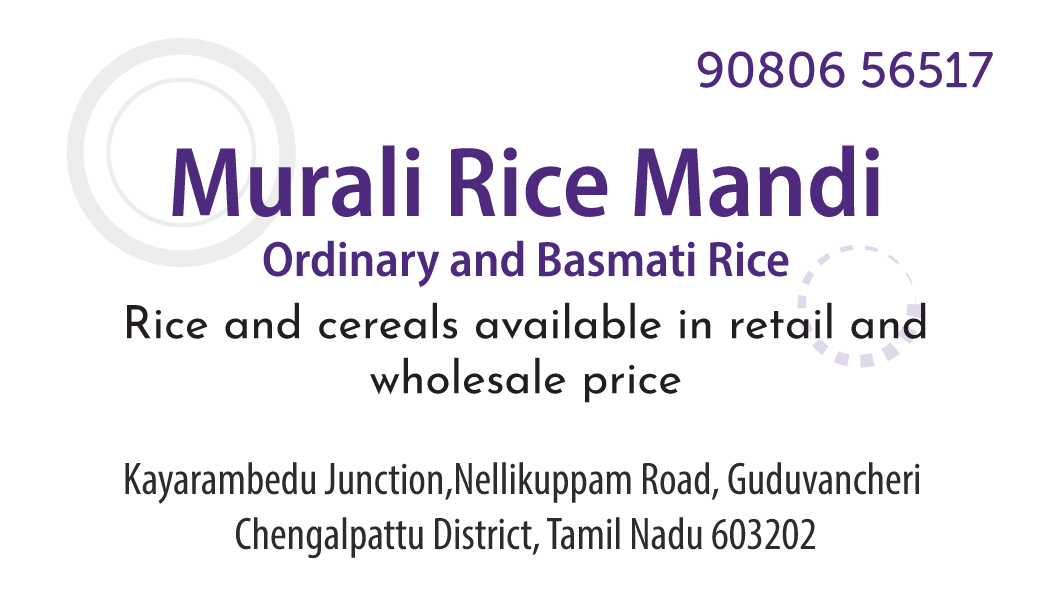 90806 56517
Murali Rice Mandi
Ordinary and Basmati Rice
Rice and cereals available in retail and
wholesale price
Kayarambedu Junction,Nellikuppam Road, Guduvancheri
Chengalpattu District, Tamil Nadu 603202